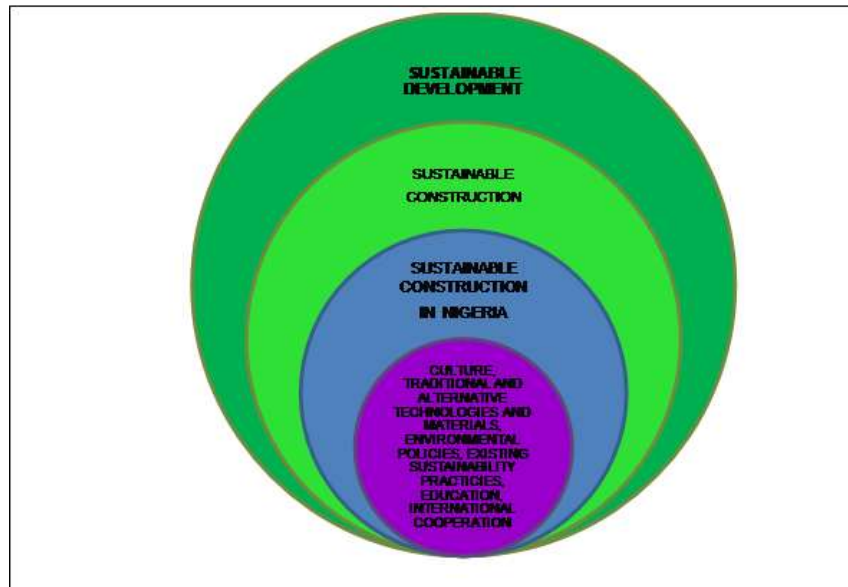 SUSTAINABLE
DEVELOPMENT
SUSTAINABLE
CONSTRUCTION
SUSTAINABLE
CONSTRUCTION
IN NIGERIA
CULTURE,
TRADITIONAL AND
ALTERNATIVE
TECHNOLOGIES AND
MATERIALS,
ENVIRONMENTAL
POLICIES, EXISTING
SUSTAINABILITY
PRACTICIES,
EDUCATION,
INTERNATIONAL
COOPERATION